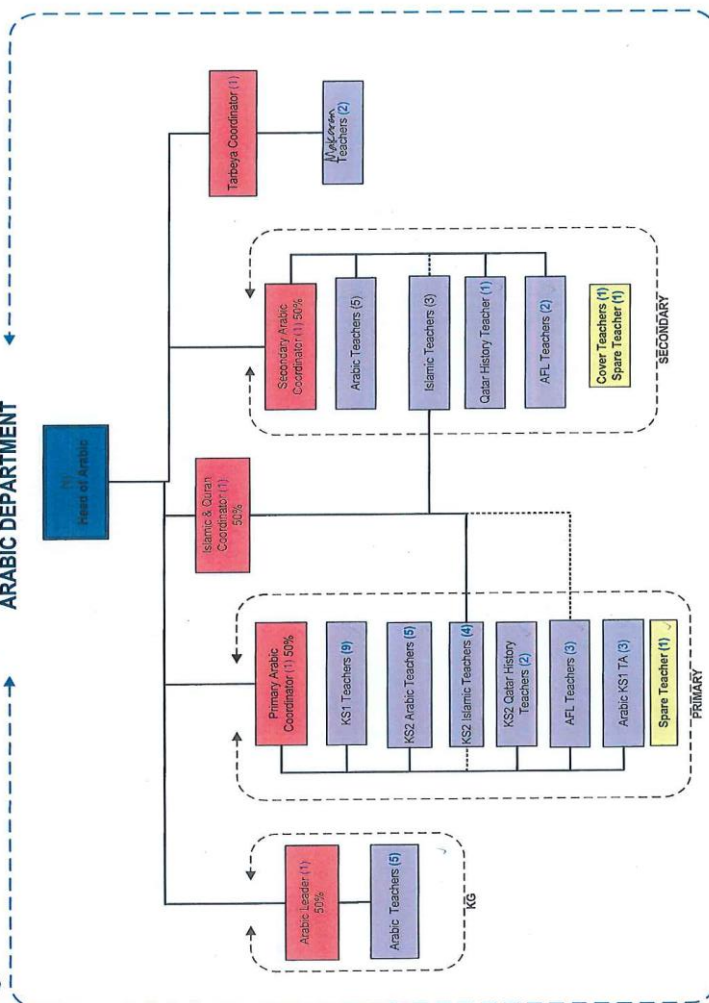 ARABIC DEPARTMENT
(1)
Head of Arabic
Arabic Leader (1)
50%
Arabic Teachers (5)
KG
Primary Arabic
Coordinator (1) 50%
KS1 Teachers (9)
KS2 Arabic Teachers (5)
KS2 Islamic Teachers (4)
KS2 Qatar History
Teachers (2)
AFL Teachers (3)
Arabic KS1 TA (3)
Spare Teacher (1)
PRIMARY
Islamic & Quran
Coordinator (1)
50%
Secondary Arabic
Coordinator (1) 50%
Arabic Teachers (5)
Islamic Teachers (3)
Qatar History Teacher (1)
AFL Teachers (2)
Cover Teachers (1)
Spare Teacher (1)
SECONDARY
Tarbeya Coordinator (1)
Teachers (2)